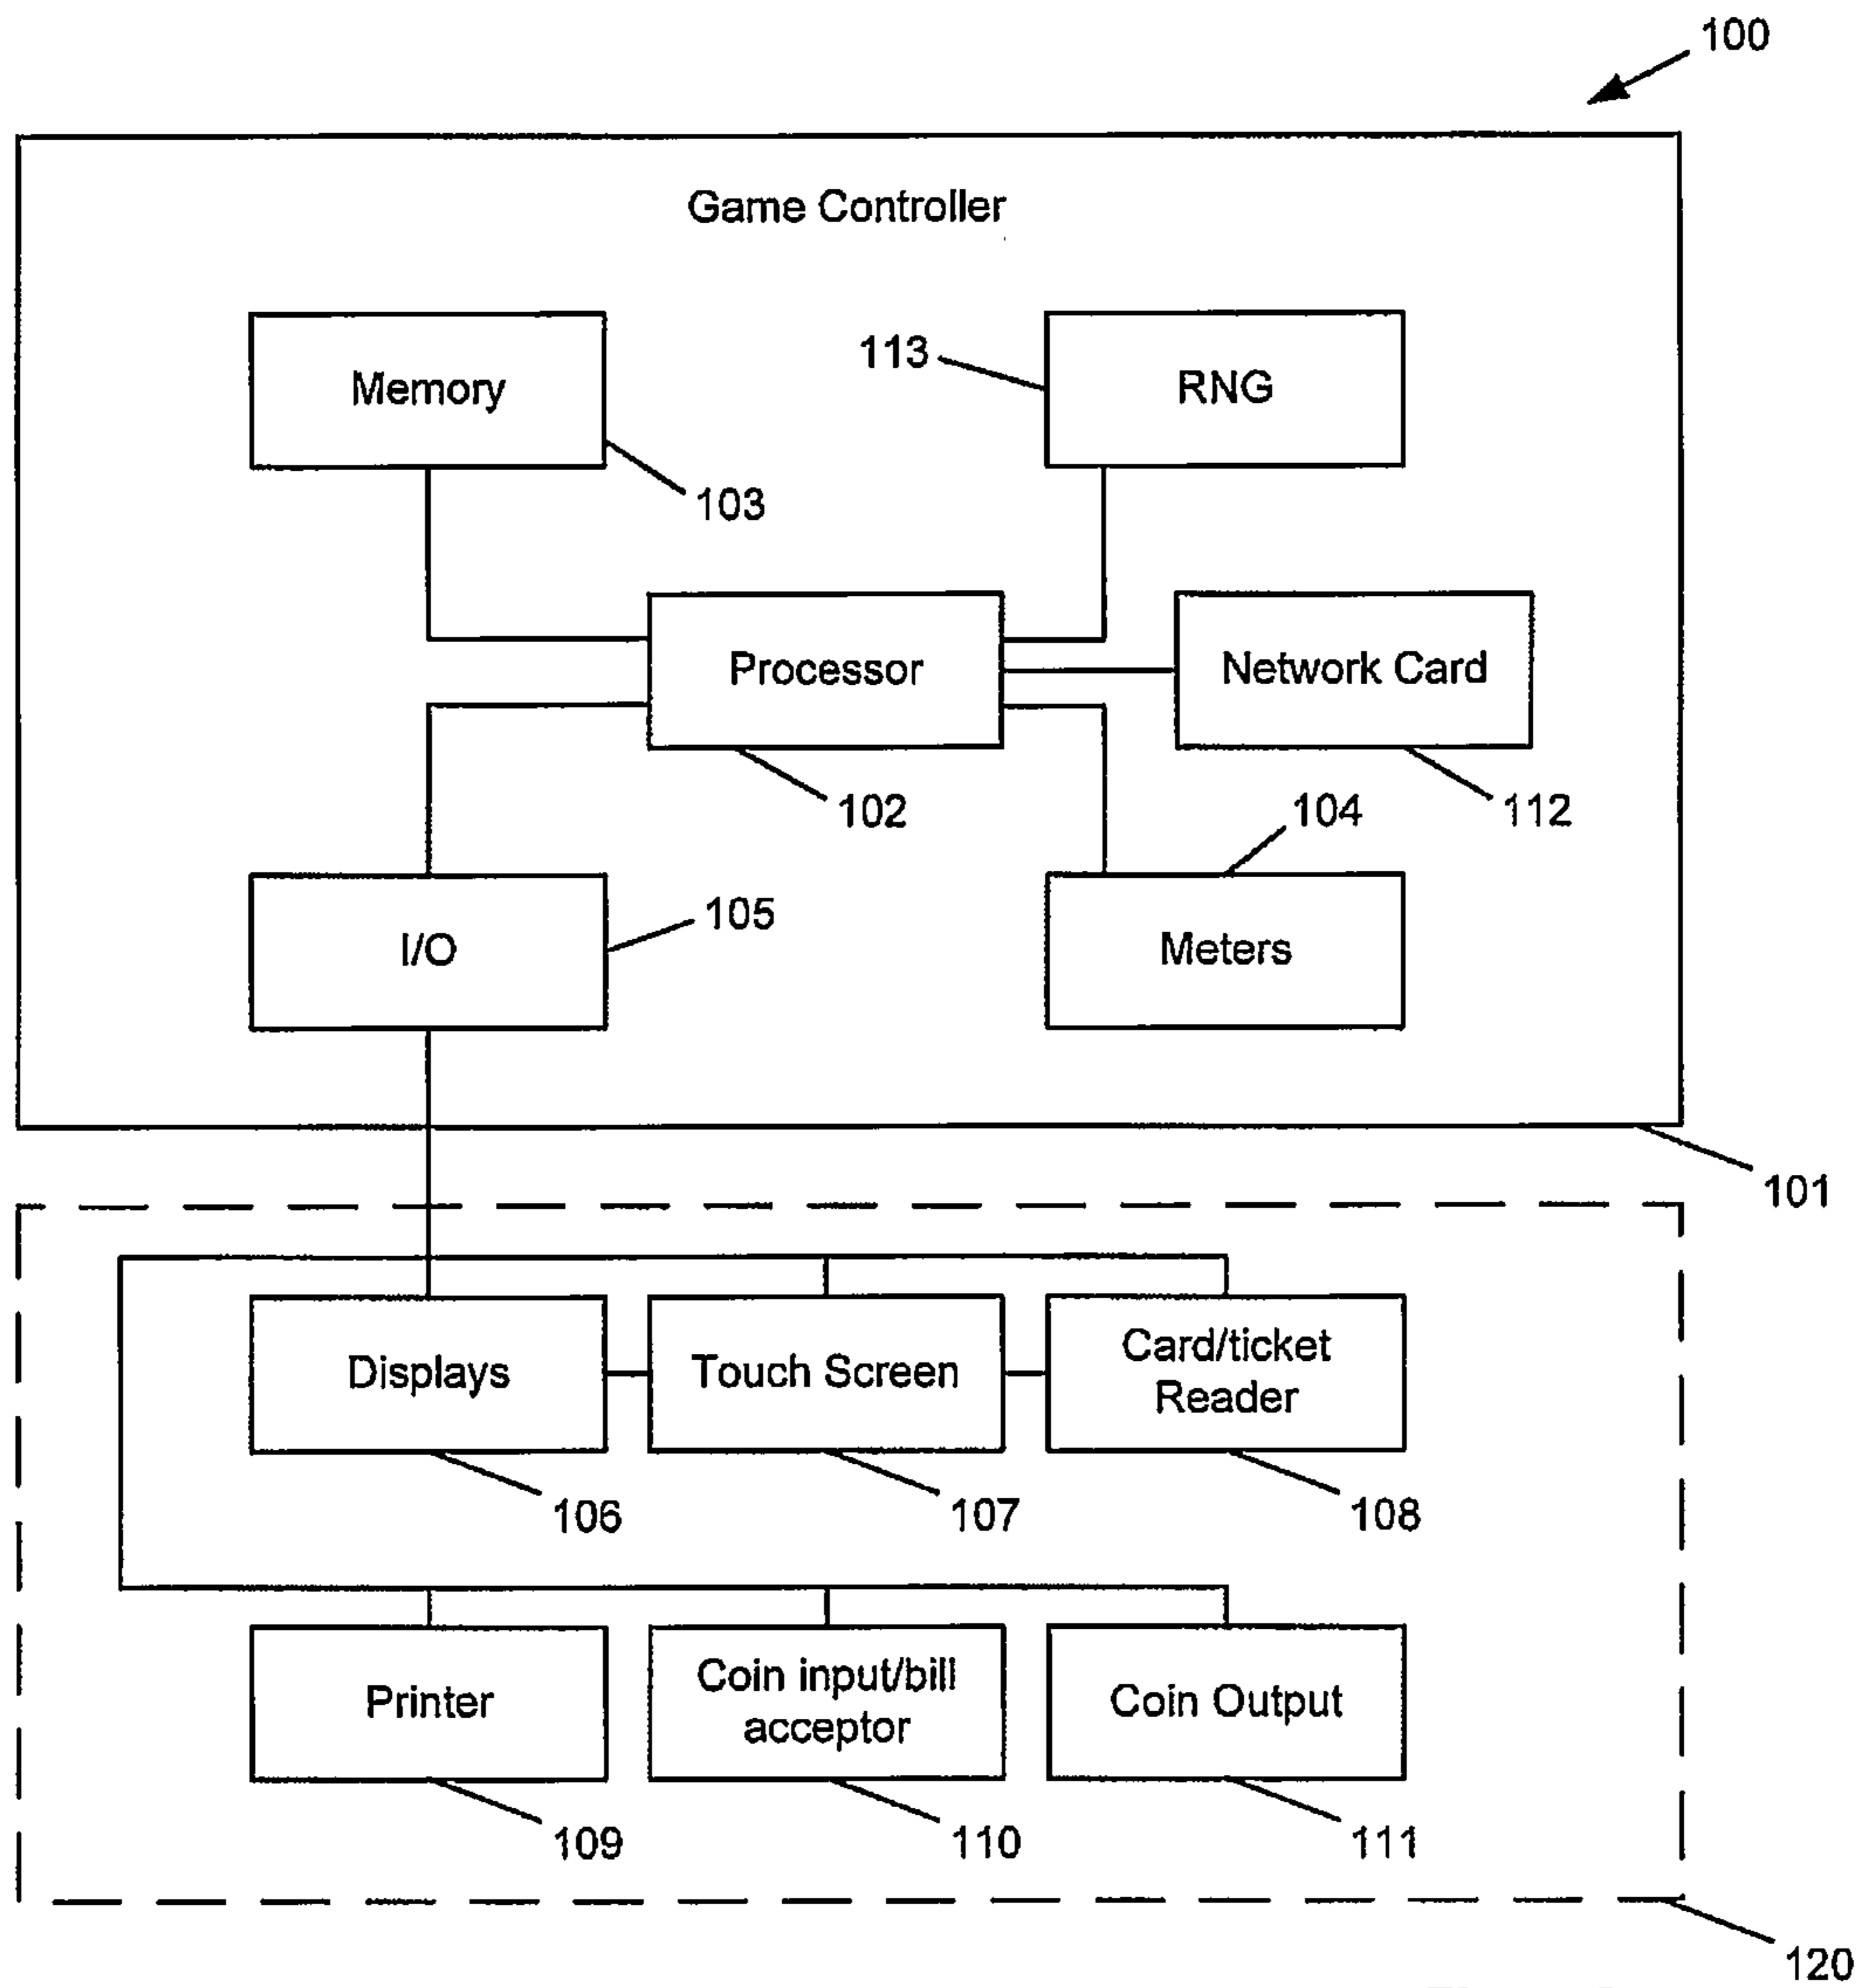 100
Game Controller
Memory
113
RNG
103
Processor
Network Card
102
104
112
I/O
105
Meters
101
Displays
Touch Screen
Card/ticket
Reader
106
107
108
Printer
Coin input/bill
acceptor
Coin Output
109
110
111
120